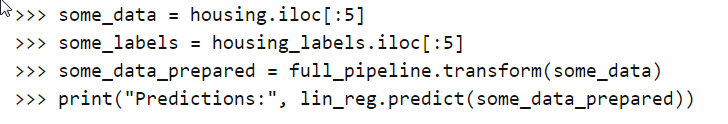 >>> some_data = housing.iloc[:5]
>>> some_labels = housing_labels.iloc[:5]
>>> some_data_prepared = full_pipeline.transform(some_data)
>>> print("Predictions:", lin_reg.predict(some_data_prepared))